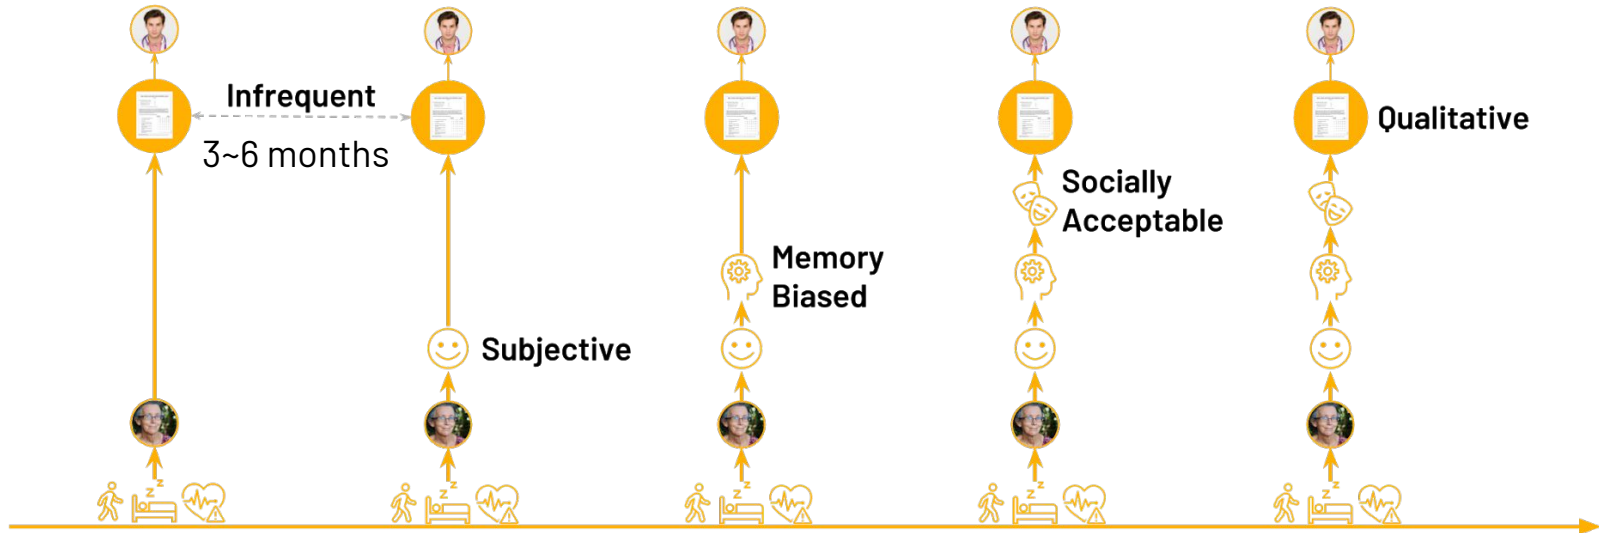 Infrequent
3~6 months
Qualitative
Socially
Acceptable
Memory
Biased
Subjective
z z
z z
z z
z z
z z